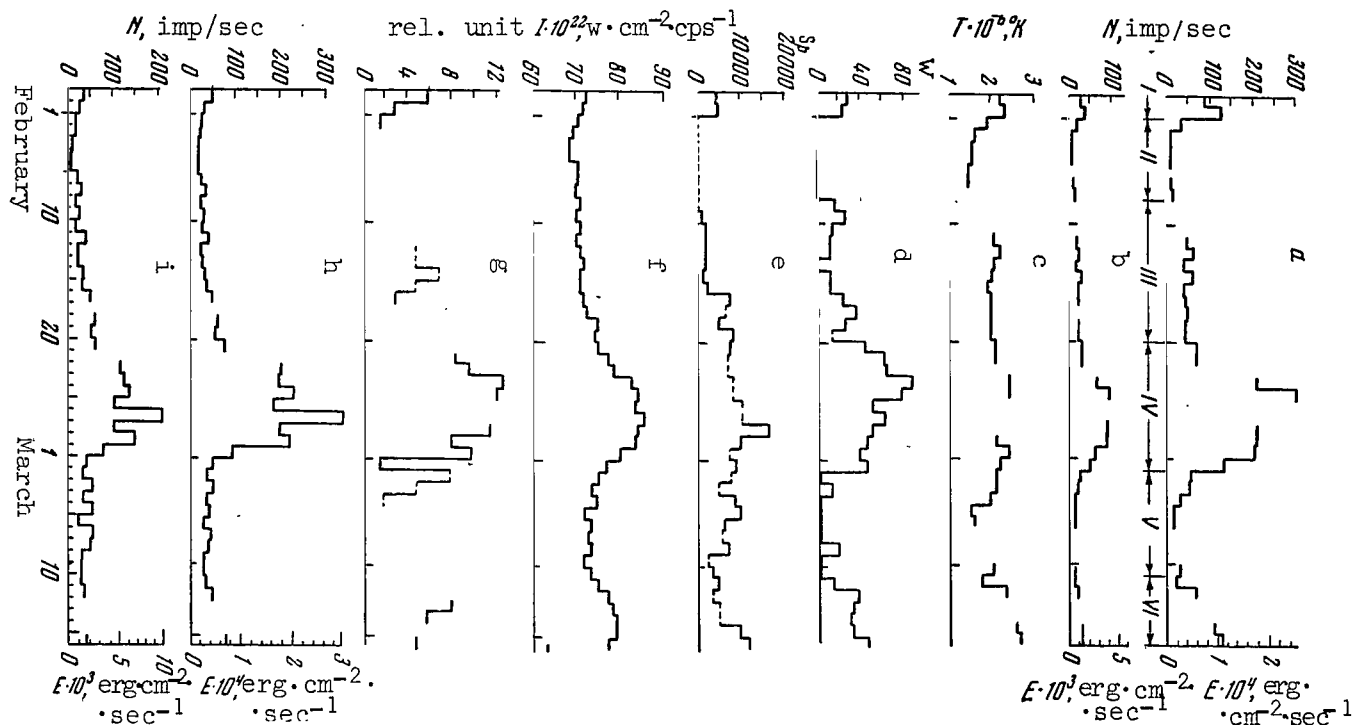 N, imp/sec
rel. unit
I·10²²,w·cm⁻²·cps⁻¹
Sp
W
T·10⁻⁶°K
N, imp/sec
0 100 200
0 200 300
4 8 12
60 70 80 90
0 10000 20000
0 40 80
1 2 3
0 100
0 100 200 300
February
1
10
20
March
1
10
I
II
III
IV
V
VI
i
h
g
f
e
d
c
b
a
0 5 10
0 1 2 3
0 5
0 1 2
E·10³, erg·cm⁻²·
·sec⁻¹
E·10⁴, erg·cm⁻²·
·sec⁻¹
E·10³, erg·cm⁻²·
·sec⁻¹
E·10⁴, erg·
·cm⁻²·sec⁻¹